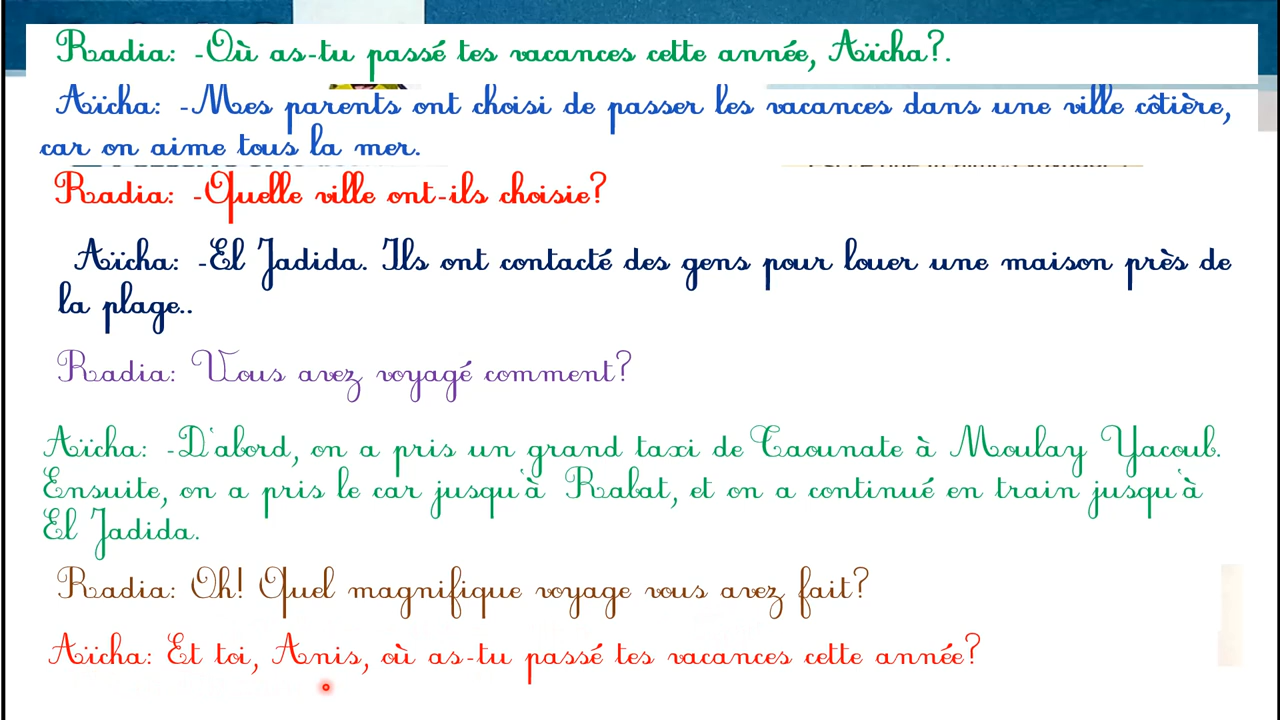 Radia: -Où as-tu passé tes vacances cette année, Aïcha?.
Aïcha: -Mes parents ont choisi de passer les vacances dans une ville côtière,
car on aime tous la mer.
Radia: -Quelle ville ont-ils choisie?
Aïcha: -El Jadida. Ils ont contacté des gens pour louer une maison près de
la plage..
Radia: Vous avez voyagé comment?
Aïcha: -D'abord, on a pris un grand taxi de Taounate à Moulay Yacoub.
Ensuite, on a pris le car jusqu'à Rabat, et on a continué en train jusqu'à
El Jadida.
Radia: Oh! Quel magnifique voyage vous avez fait?
Aïcha: Et toi, Anis, où as-tu passé tes vacances cette année?